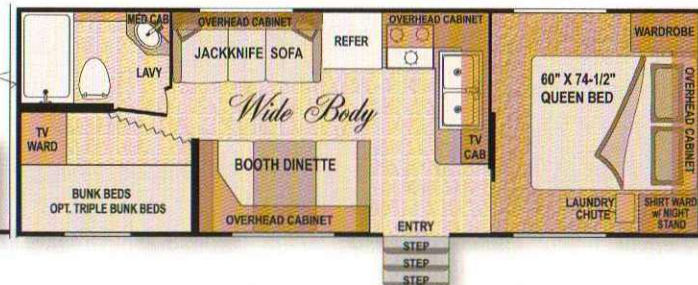 MED CAB
LAVY
TV
WARD
BUNK BEDS
OPT. TRIPLE BUNK BEDS
OVERHEAD CABINET
JACKKNIFE SOFA
REFER
OVERHEAD CABINET
Wide Body
BOOTH DINETTE
OVERHEAD CABINET
TV
CAB
ENTRY
STEP
STEP
STEP
WARDROBE
60" X 74-1/2"
QUEEN BED
OVERHEAD CABINET
LAUNDRY
CHUTE
SHIRT WARD
w/ NIGHT
STAND